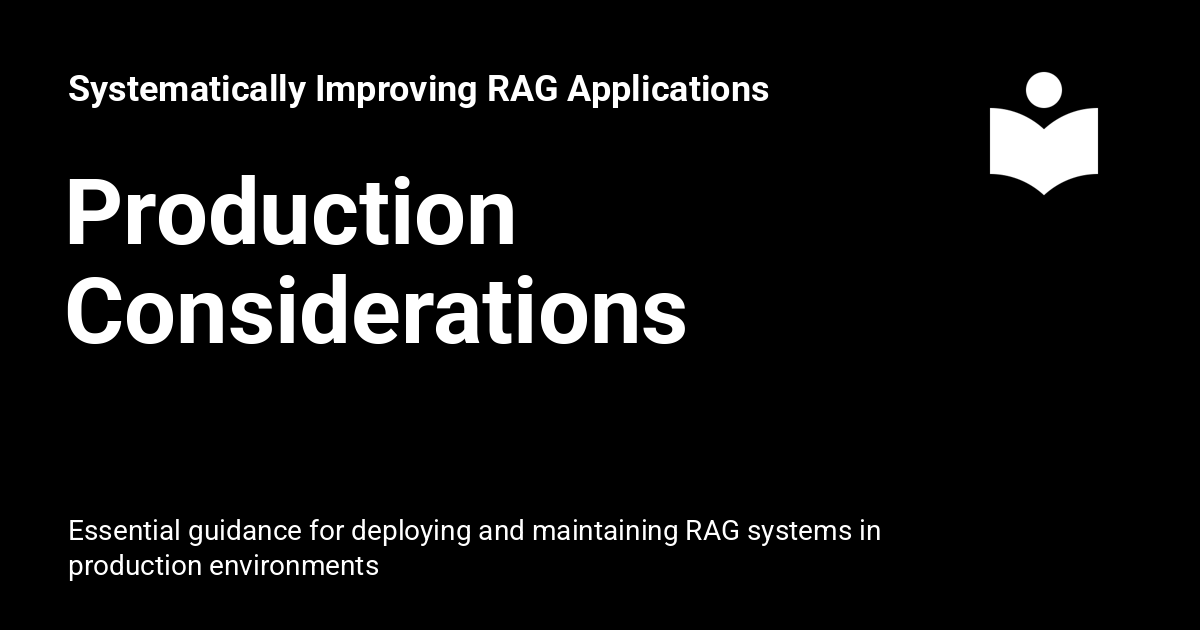 Systematically Improving RAG Applications
Production
Considerations
Essential guidance for deploying and maintaining RAG systems in
production environments